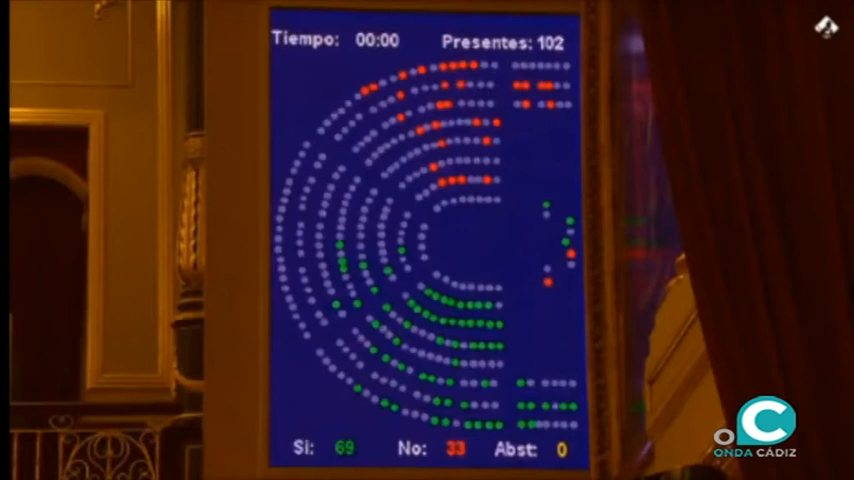 Tiempo: 00:00 Presentes: 102
Si: 69 No: 33 Abst: 0
O C
ONDA CÁDIZ